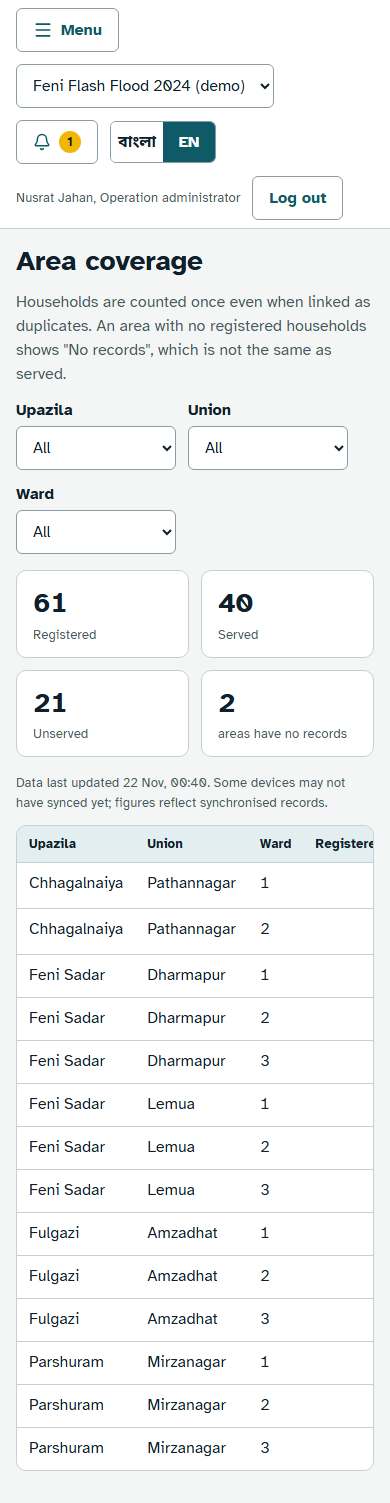 Menu
Feni Flash Flood 2024 (demo)
1
বাংলা EN
Nusrat Jahan, Operation administrator Log out
Area coverage
Households are counted once even when linked as
duplicates. An area with no registered households
shows "No records", which is not the same as
served.
Upazila Union
All All
Ward
All
61 40
Registered Served
21 2
Unserved areas have no records
Data last updated 22 Nov, 00:40. Some devices may not
have synced yet; figures reflect synchronised records.
Upazila Union Ward Registere
Chhagalnaiya Pathannagar 1
Chhagalnaiya Pathannagar 2
Feni Sadar Dharmapur 1
Feni Sadar Dharmapur 2
Feni Sadar Dharmapur 3
Feni Sadar Lemua 1
Feni Sadar Lemua 2
Feni Sadar Lemua 3
Fulgazi Amzadhat 1
Fulgazi Amzadhat 2
Fulgazi Amzadhat 3
Parshuram Mirzanagar 1
Parshuram Mirzanagar 2
Parshuram Mirzanagar 3